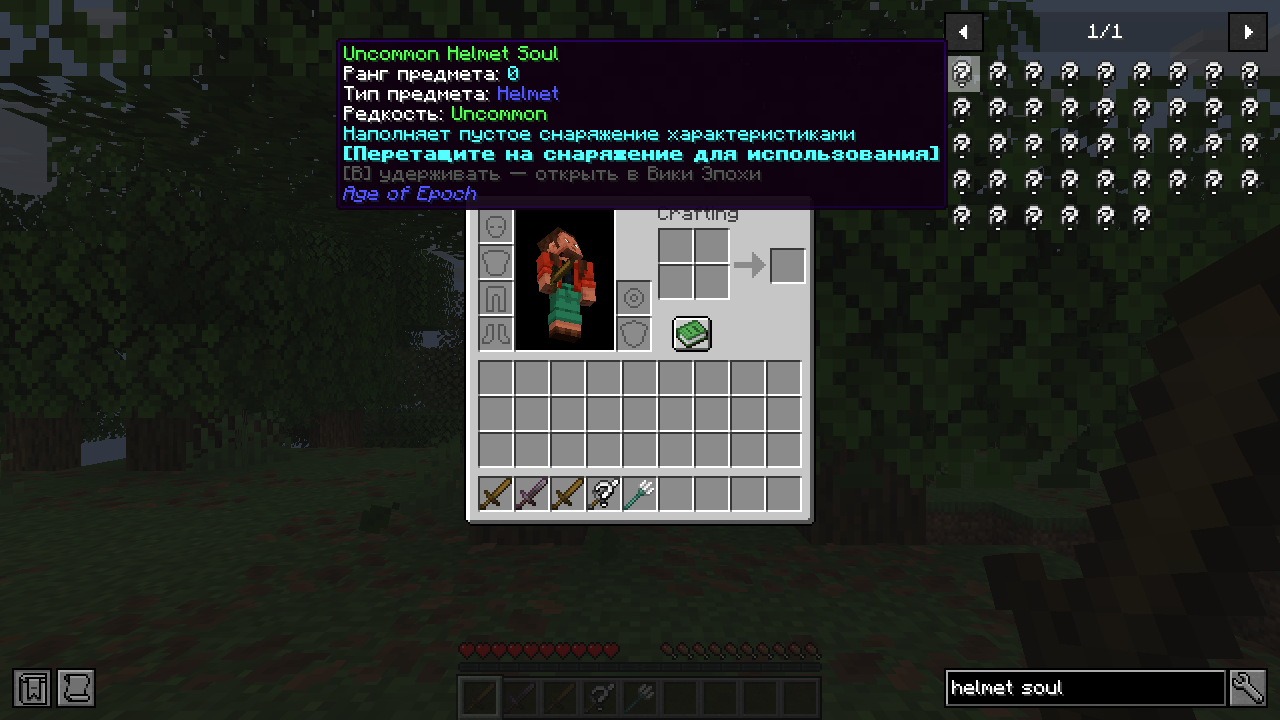 1/1
Uncommon Helmet Soul
Ранг предмета: 0
Тип предмета: Helmet
Редкость: Uncommon
Наполняет пустое снаряжение характеристиками
[Перетащите на снаряжение для использования]
[B] удерживать — открыть в Вики Эпохи
Age of Epoch
Crafting
helmet soul